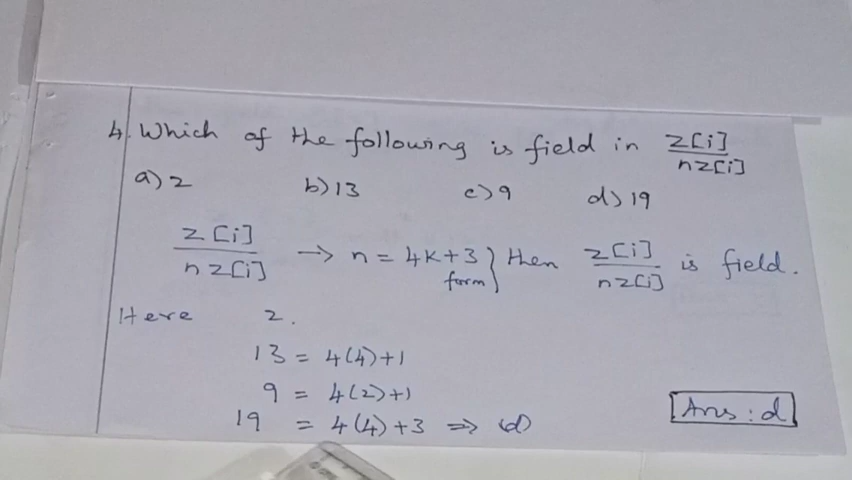 4. Which of the following is field in Z[i]/nZ[i]
a) 2 b) 13 c) 9 d) 19
Z[i]/nZ[i] → n = 4K+3 form} then Z[i]/nZ[i] is field.
Here 2.
13 = 4(4)+1
9 = 4(2)+1
19 = 4(4)+3 ⇒ (d)
Ans : d